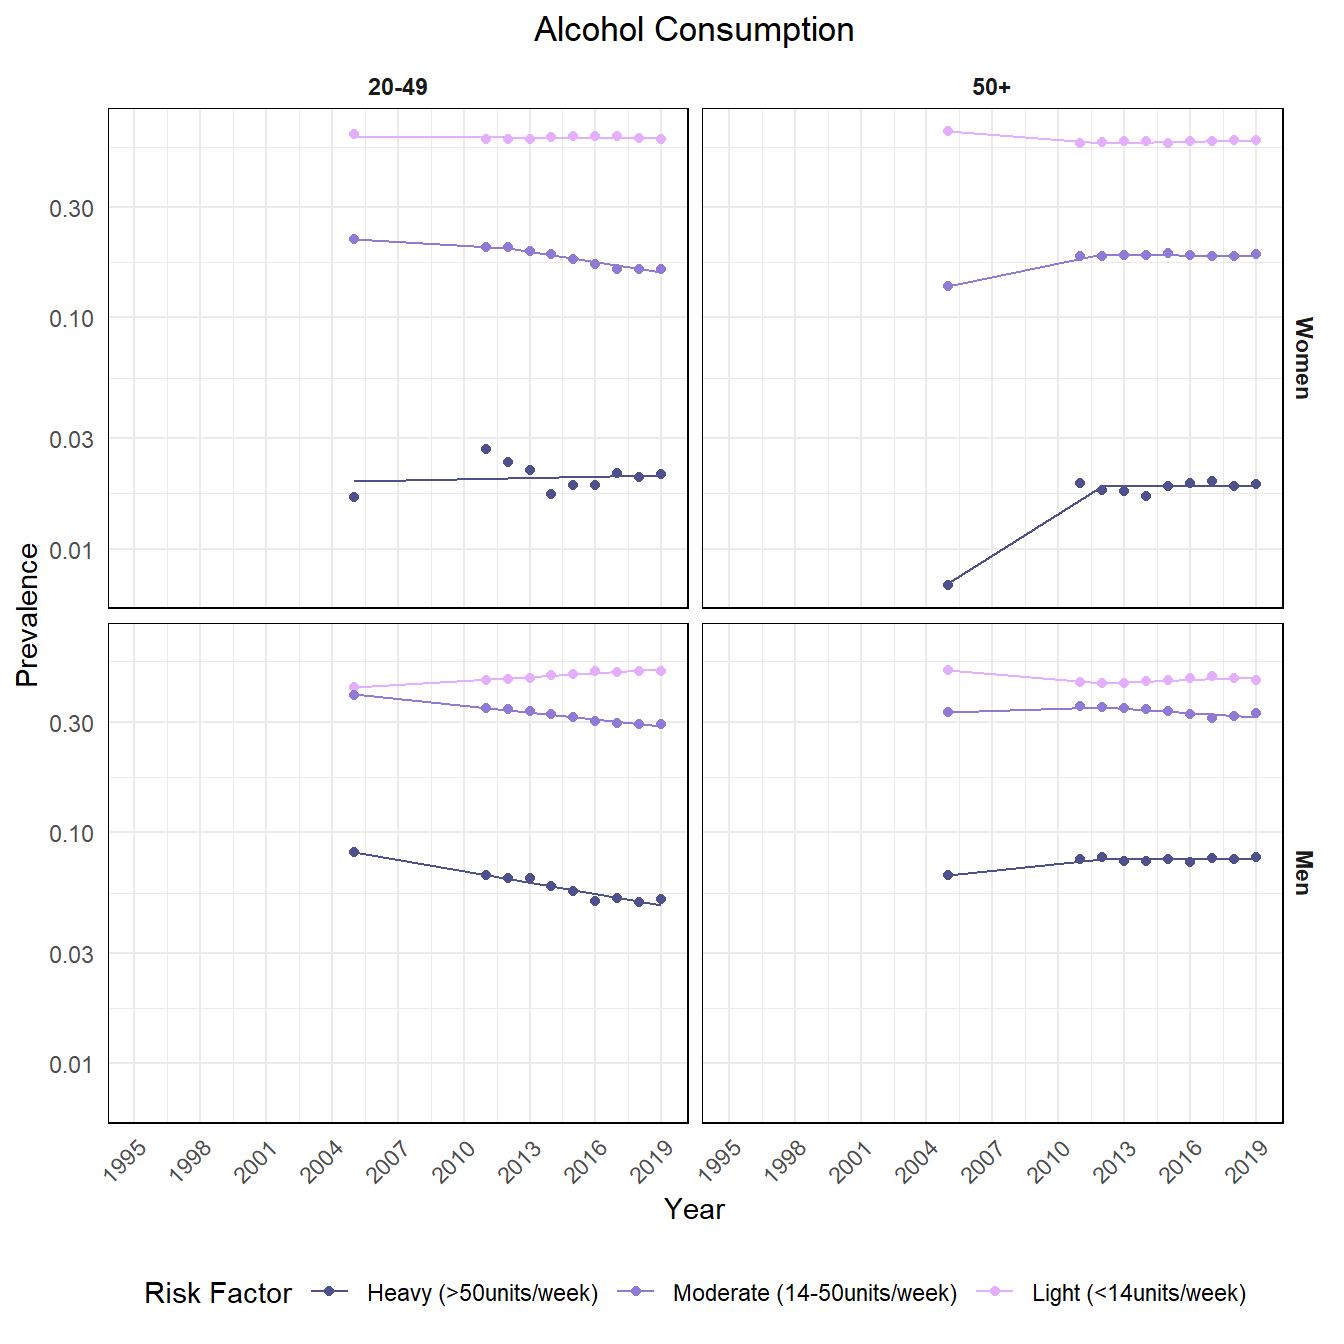 Alcohol Consumption
20-49 50+
0.30
0.10
0.03
0.01
Women
Prevalence
0.30
0.10
0.03
0.01
Men
1995 1998 2001 2004 2007 2010 2013 2016 2019 1995 1998 2001 2004 2007 2010 2013 2016 2019
Year
Risk Factor Heavy (>50units/week) Moderate (14-50units/week) Light (<14units/week)